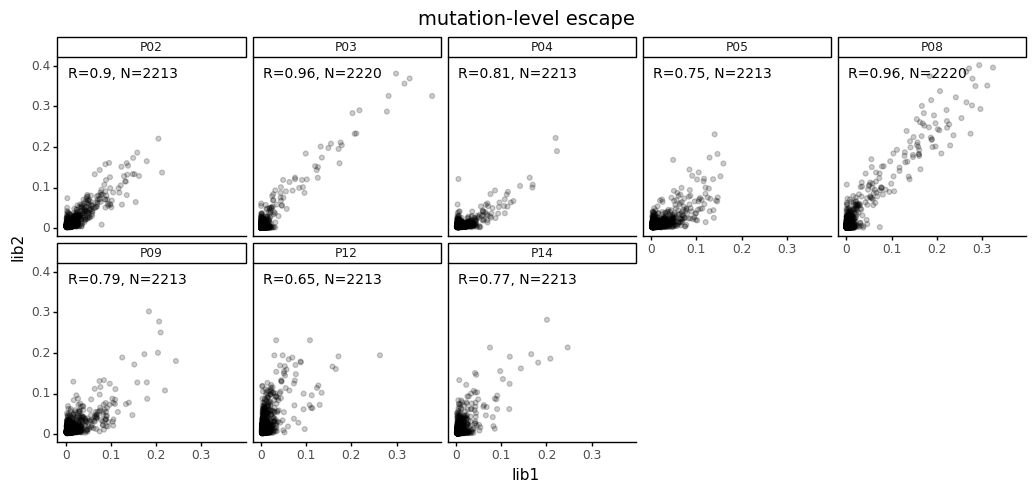 mutation-level escape
P02 P03 P04 P05 P08
R=0.9, N=2213 R=0.96, N=2220 R=0.81, N=2213 R=0.75, N=2213 R=0.96, N=2220
0.4
0.3
0.2
0.1
0
0 0.1 0.2 0.3 0 0.1 0.2 0.3
P09 P12 P14
R=0.79, N=2213 R=0.65, N=2213 R=0.77, N=2213
0.4
0.3
0.2
0.1
0
0 0.1 0.2 0.3 0 0.1 0.2 0.3 0 0.1 0.2 0.3
lib2
lib1